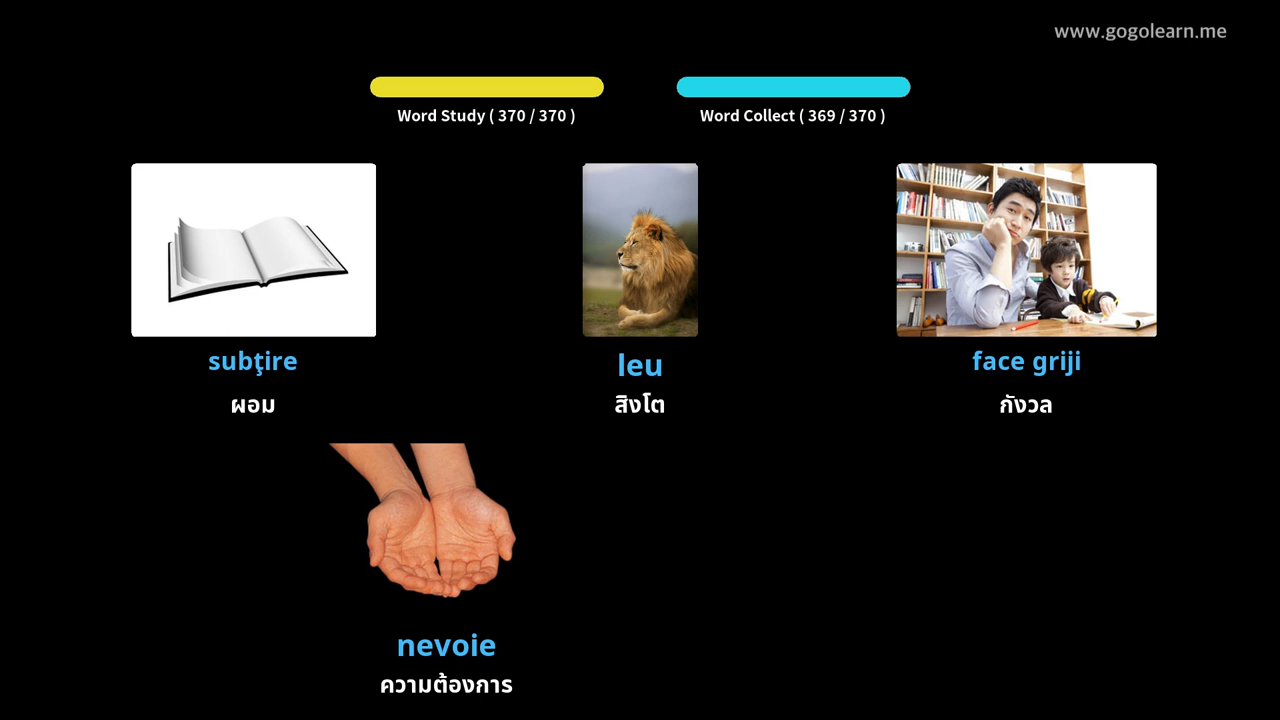 www.gogolearn.me
Word Study ( 370 / 370 )
Word Collect ( 369 / 370 )
subţire
leu
face griji
ผอม
สิงโต
กังวล
nevoie
ความต้องการ